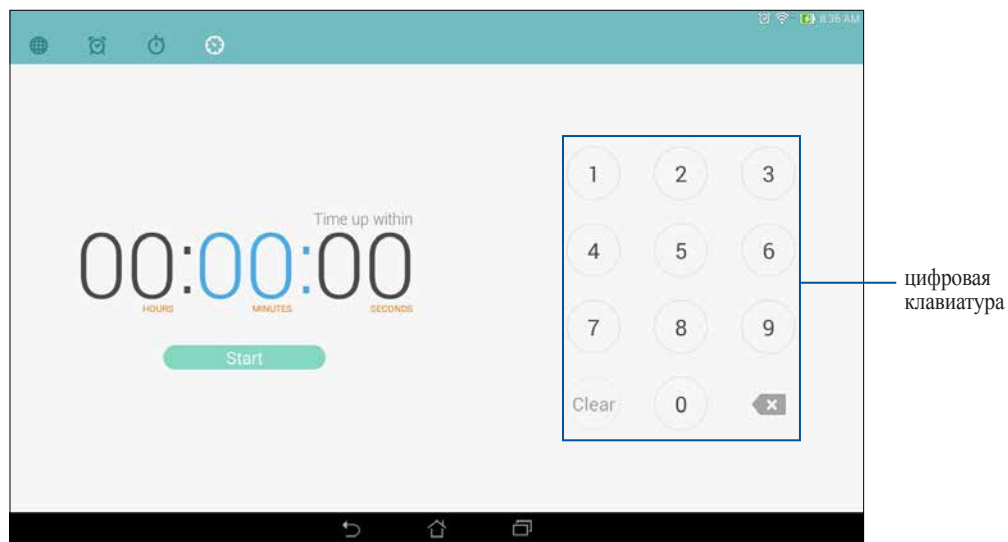 8:36 AM
Time up within
00:00:00
HOURS MINUTES SECONDS
Start
1 2 3
4 5 6
7 8 9
Clear 0
цифровая
клавиатура